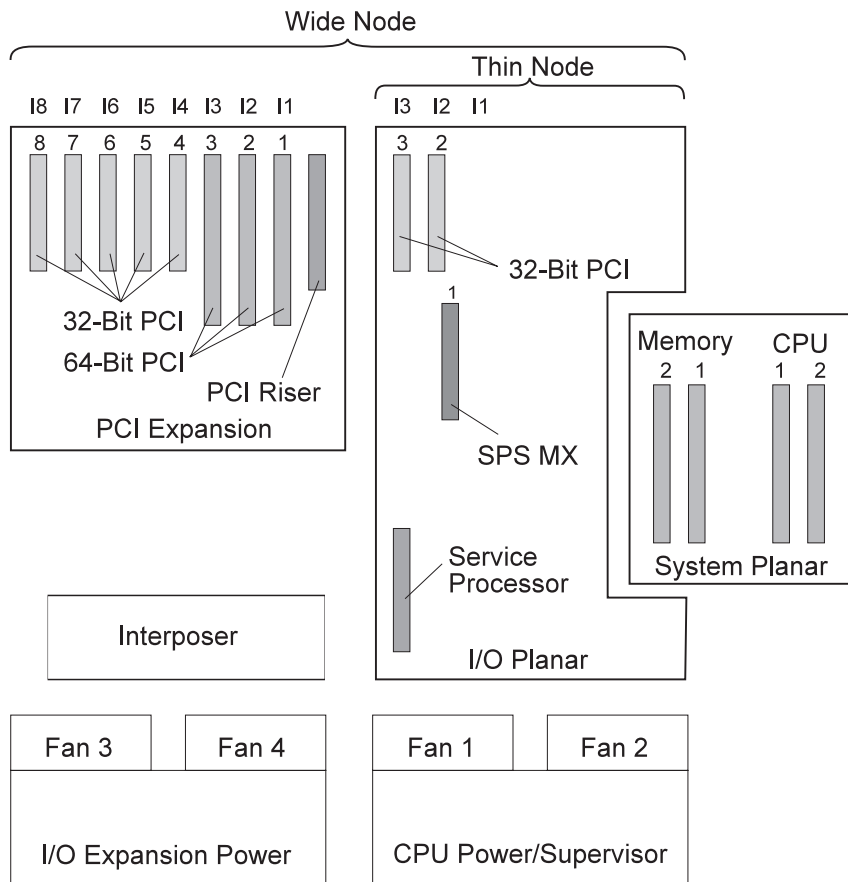 Wide Node
Thin Node
I8 I7 I6 I5 I4 I3 I2 I1
I3 I2 I1
8 7 6 5 4 3 2 1
3 2
32-Bit PCI
1
32-Bit PCI
64-Bit PCI
PCI Riser
PCI Expansion
SPS MX
Memory CPU
2 1 1 2
System Planar
Service
Processor
I/O Planar
Interposer
Fan 3 Fan 4 Fan 1 Fan 2
I/O Expansion Power
CPU Power/Supervisor